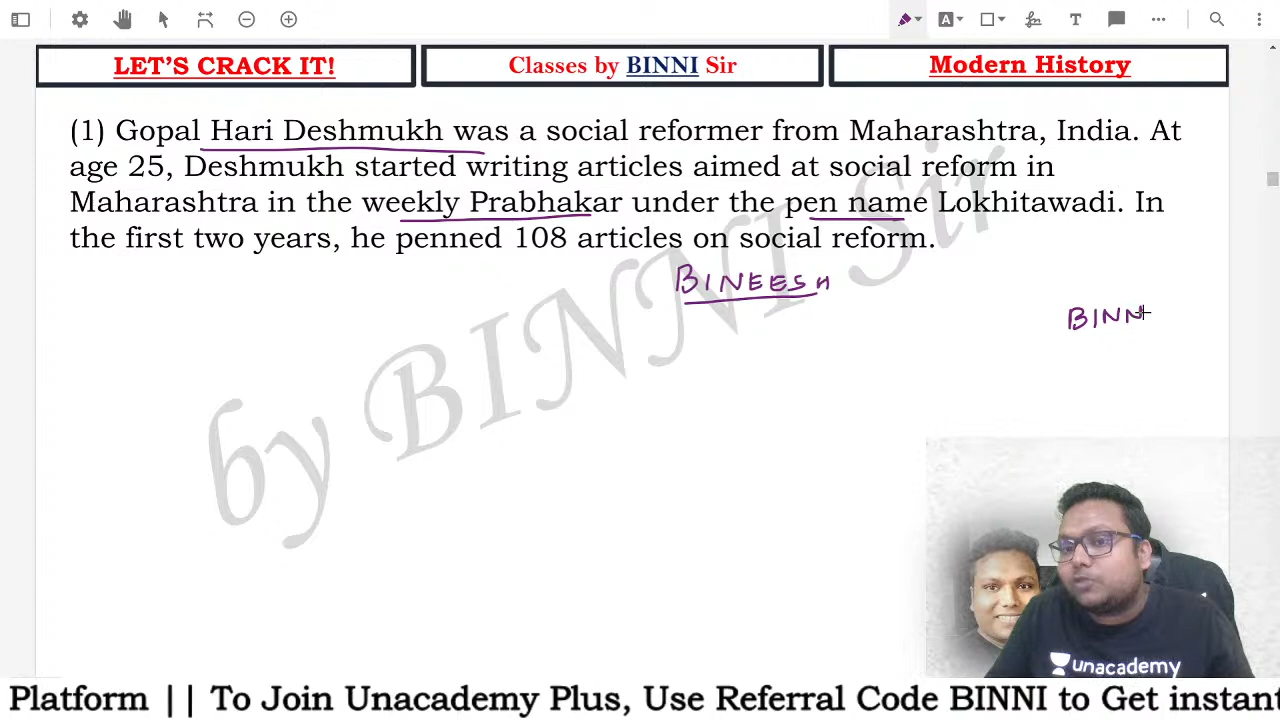 LET'S CRACK IT!
Classes by BINNI Sir
Modern History
(1) Gopal Hari Deshmukh was a social reformer from Maharashtra, India. At
age 25, Deshmukh started writing articles aimed at social reform in
Maharashtra in the weekly Prabhakar under the pen name Lokhitawadi. In
the first two years, he penned 108 articles on social reform.
BINEESH
BINN
by BINNI Sir
unacademy
Platform || To Join Unacademy Plus, Use Referral Code BINNI to Get instant